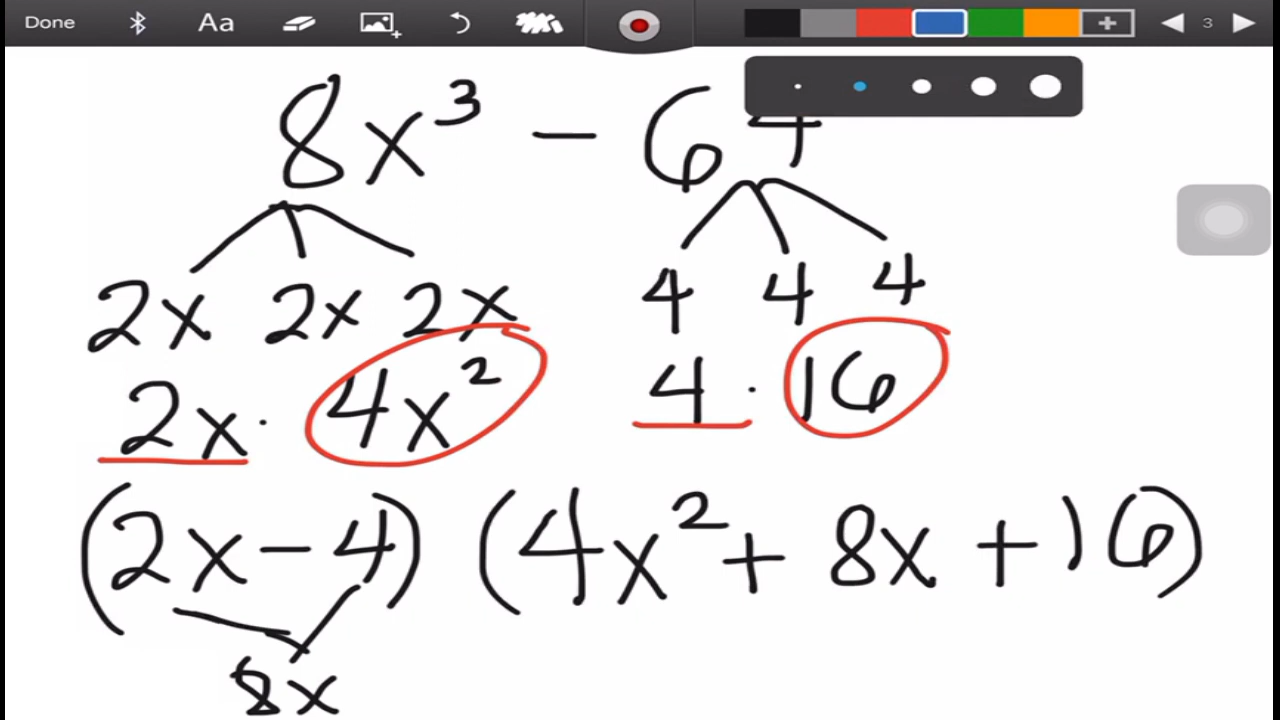 Done Aa 3
8x³ - 64
2x 2x 2x 4 4 4
2x · 4x² 4 · 16
(2x - 4) (4x² + 8x + 16)
8x